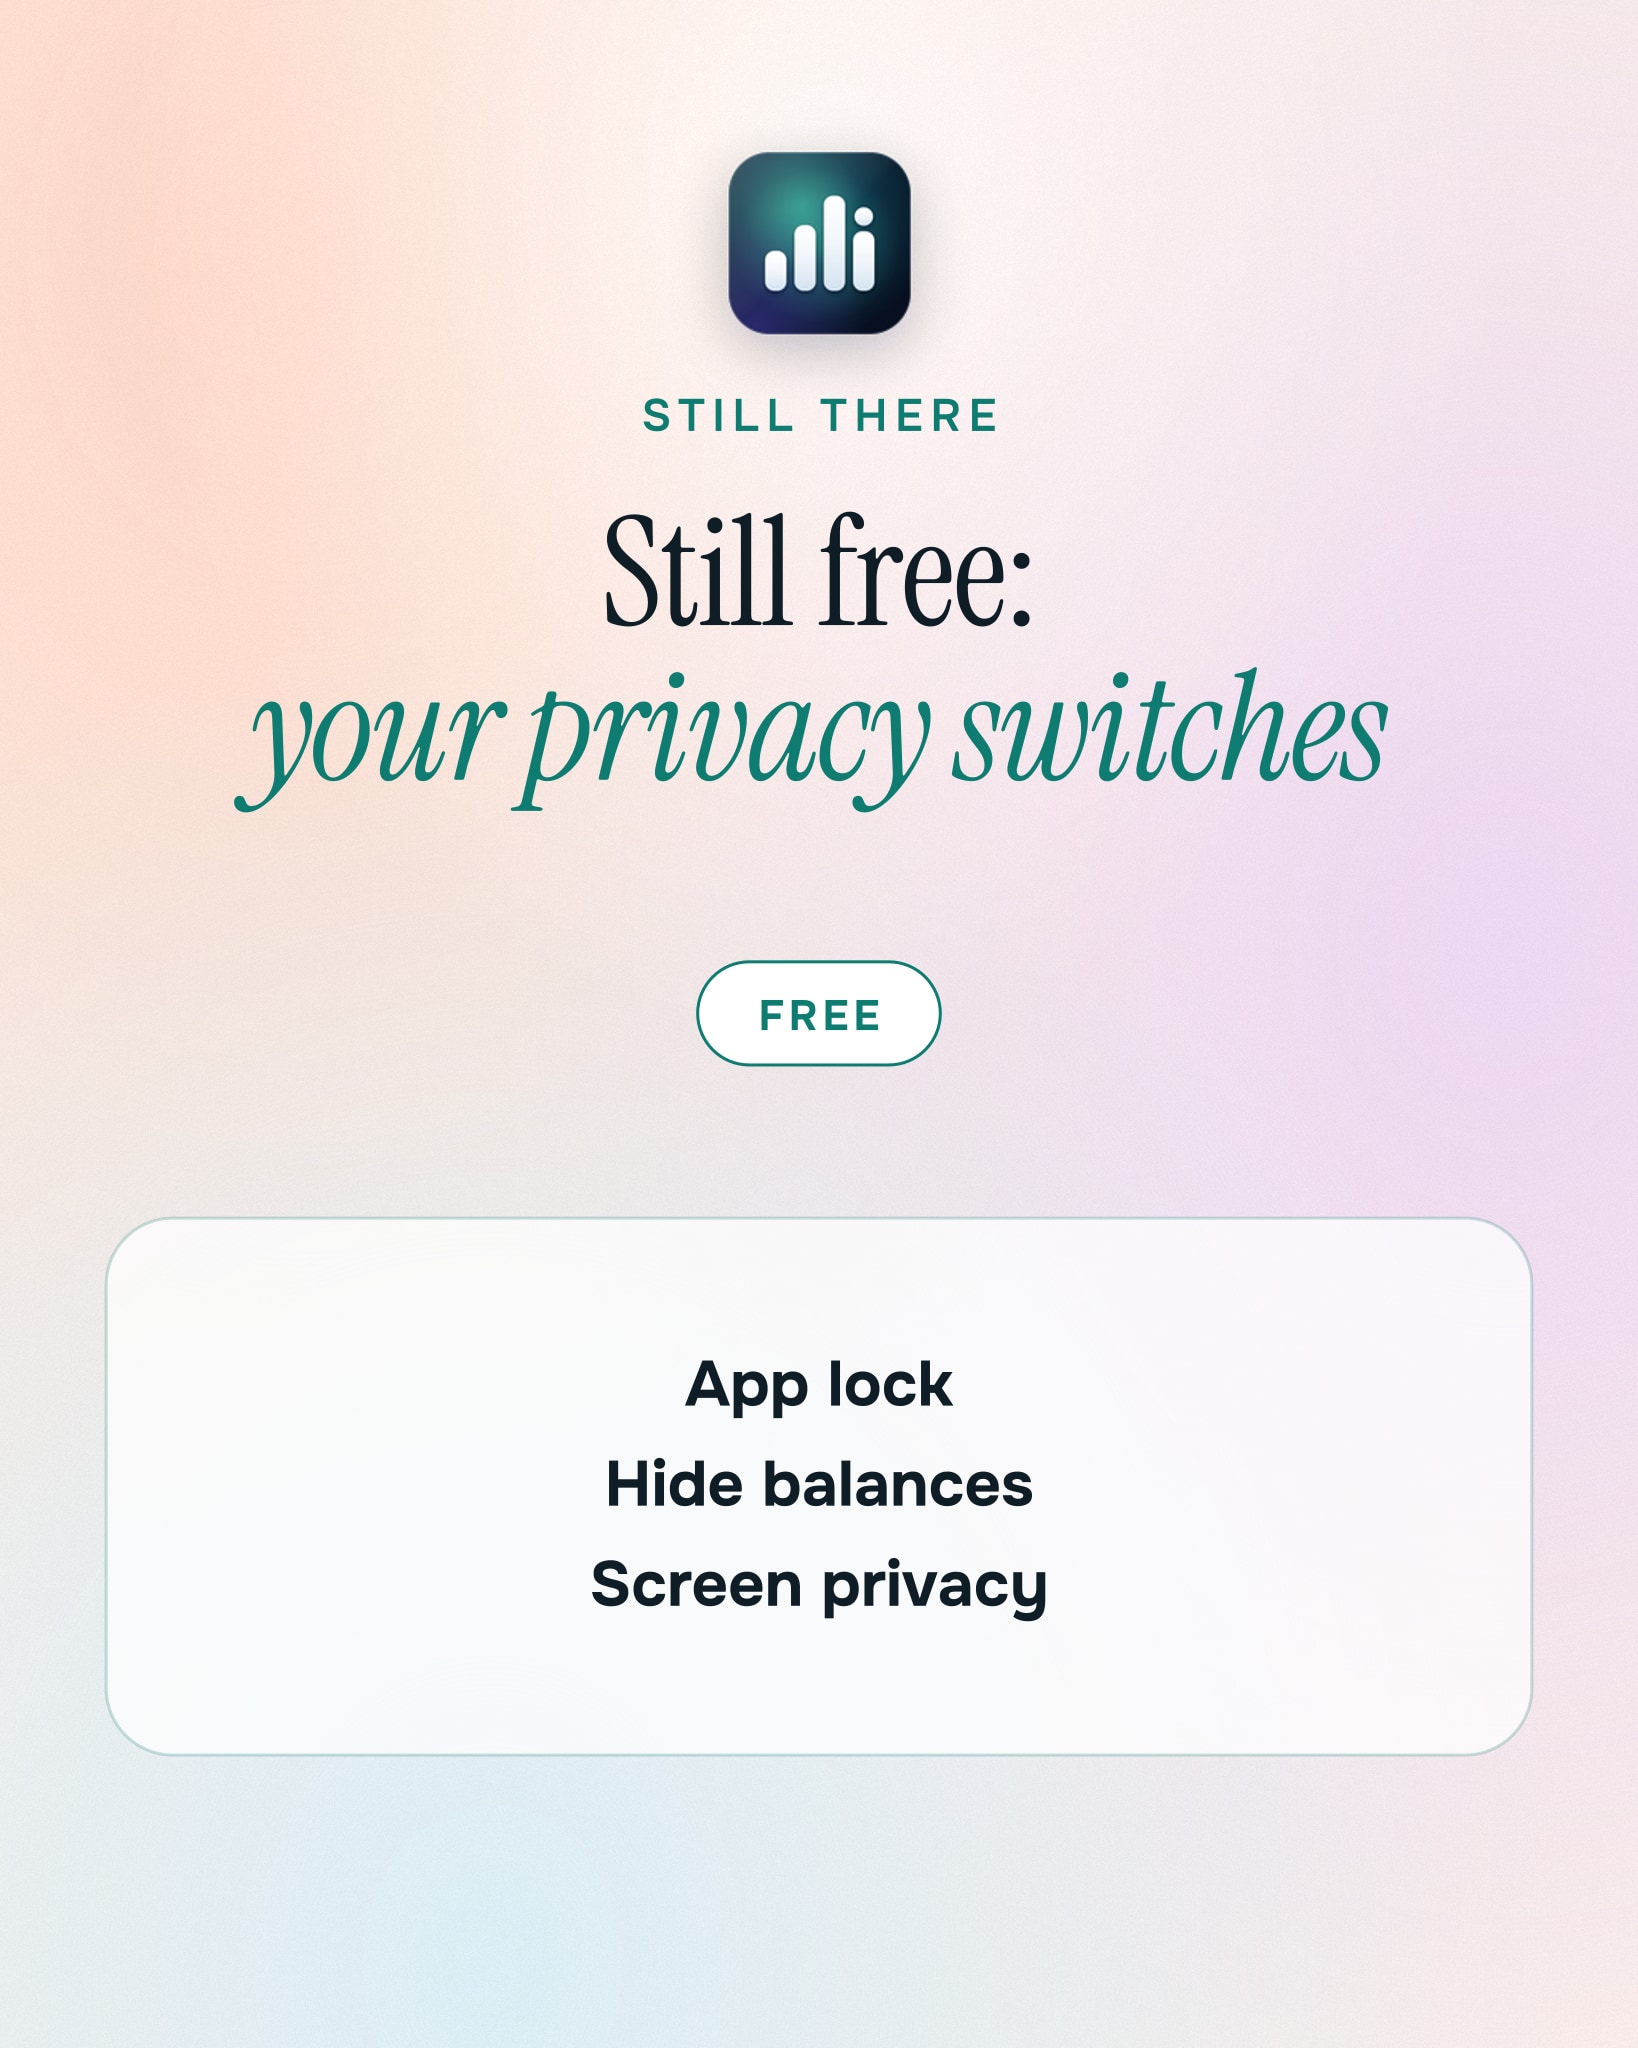 STILL THERE
Still free:
your privacy switches
FREE
App lock
Hide balances
Screen privacy